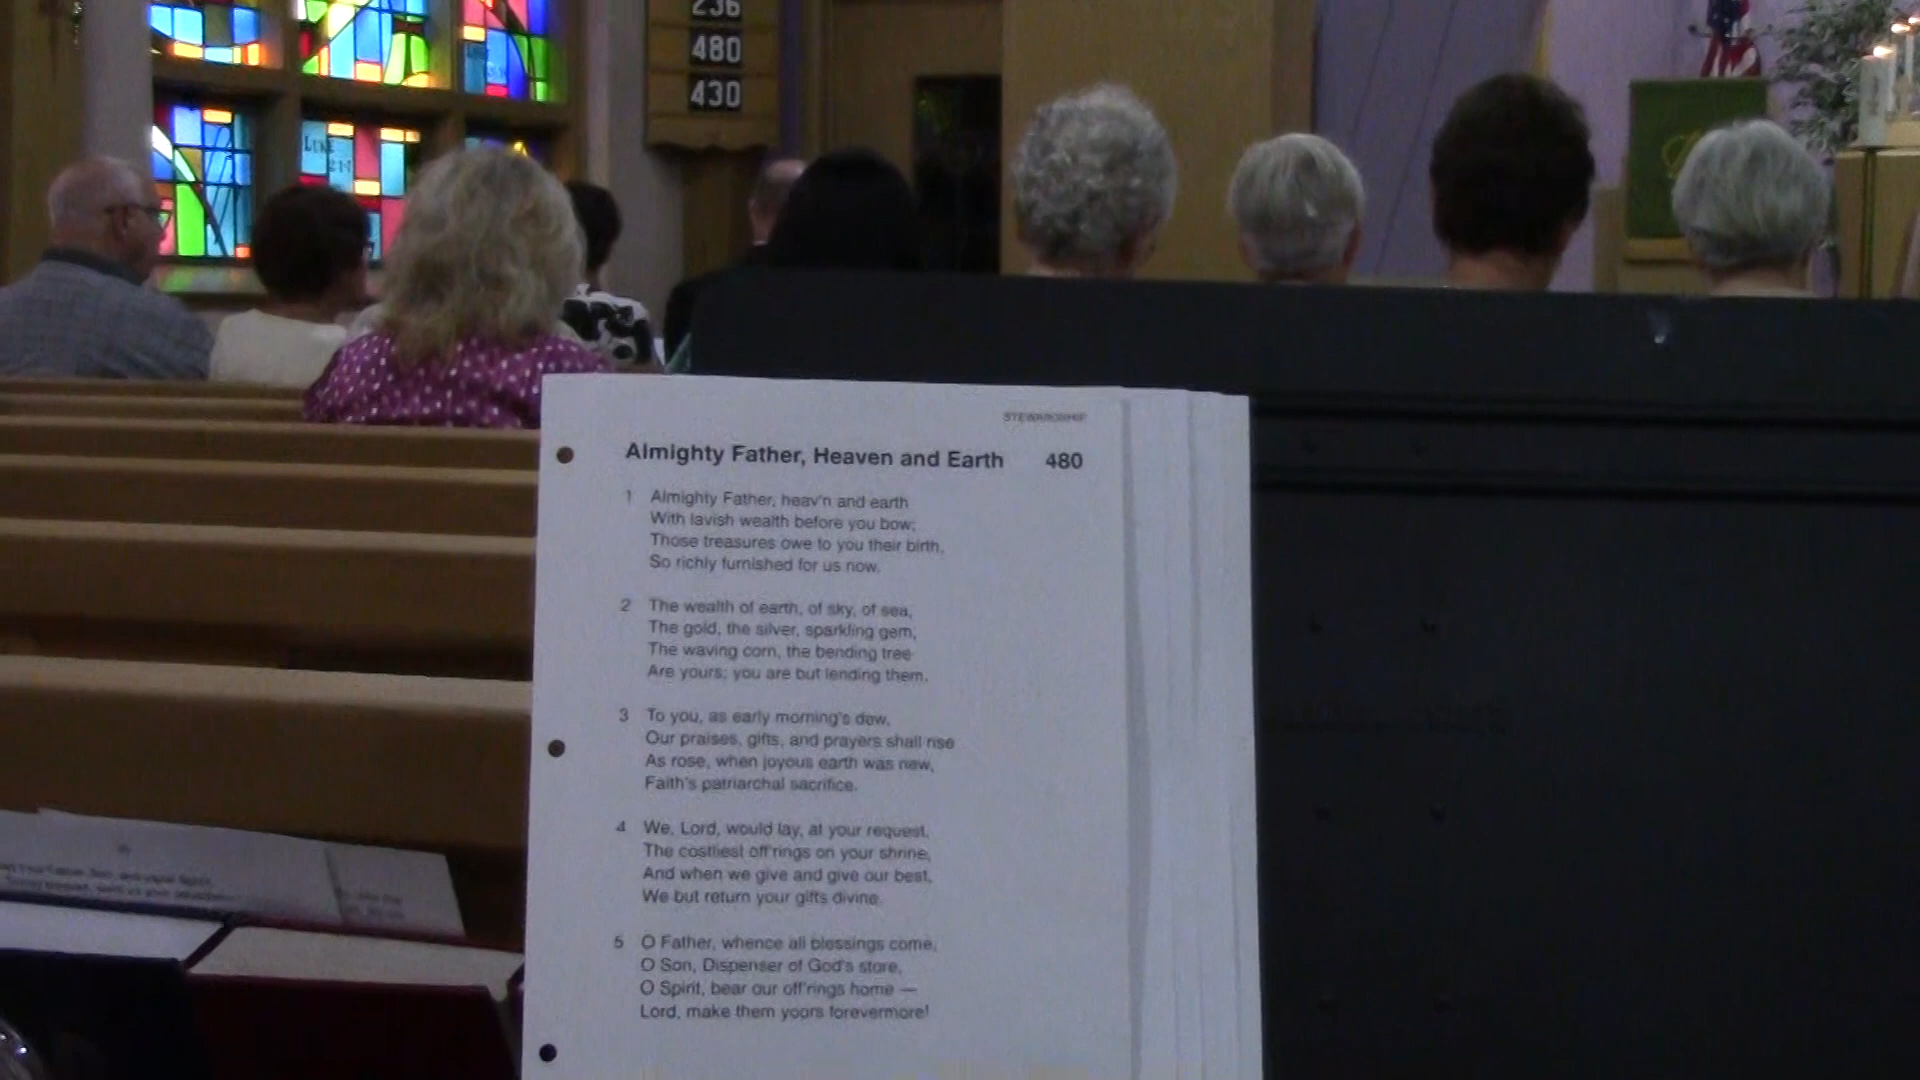 236
480
430
LUKE
2:1-7
STEWARDSHIP
Almighty Father, Heaven and Earth 480
1 Almighty Father, heav'n and earth
With lavish wealth before you bow;
Those treasures owe to you their birth,
So richly furnished for us now.
2 The wealth of earth, of sky, of sea,
The gold, the silver, sparkling gem,
The waving corn, the bending tree
Are yours; you are but lending them.
3 To you, as early morning's dew,
Our praises, gifts, and prayers shall rise
As rose, when joyous earth was new,
Faith's patriarchal sacrifice.
4 We, Lord, would lay, at your request,
The costliest off'rings on your shrine,
And when we give and give our best,
We but return your gifts divine.
5 O Father, whence all blessings come,
O Son, Dispenser of God's store,
O Spirit, bear our off'rings home —
Lord, make them yours forevermore!